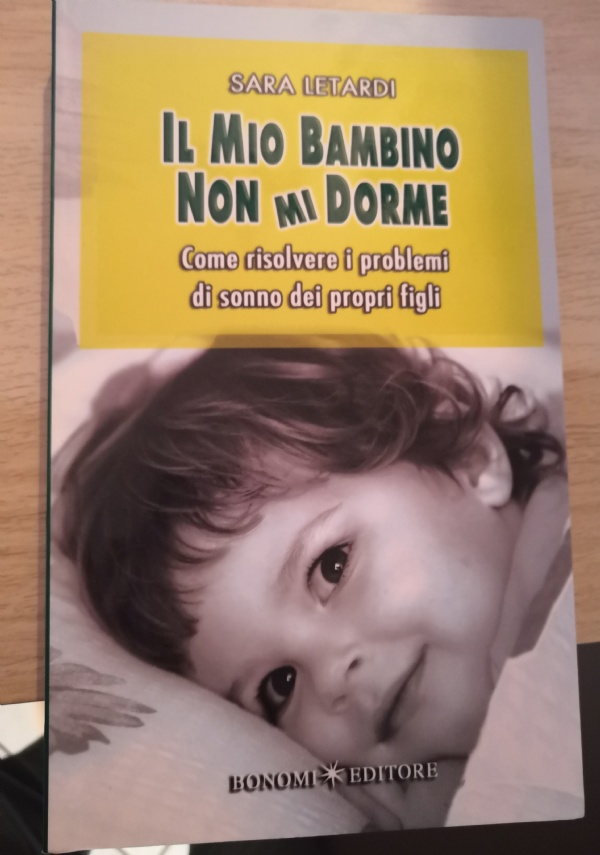 SARA LETARDI
IL MIO BAMBINO
NON MI DORME
Come risolvere i problemi
di sonno dei propri figli
BONOMI EDITORE